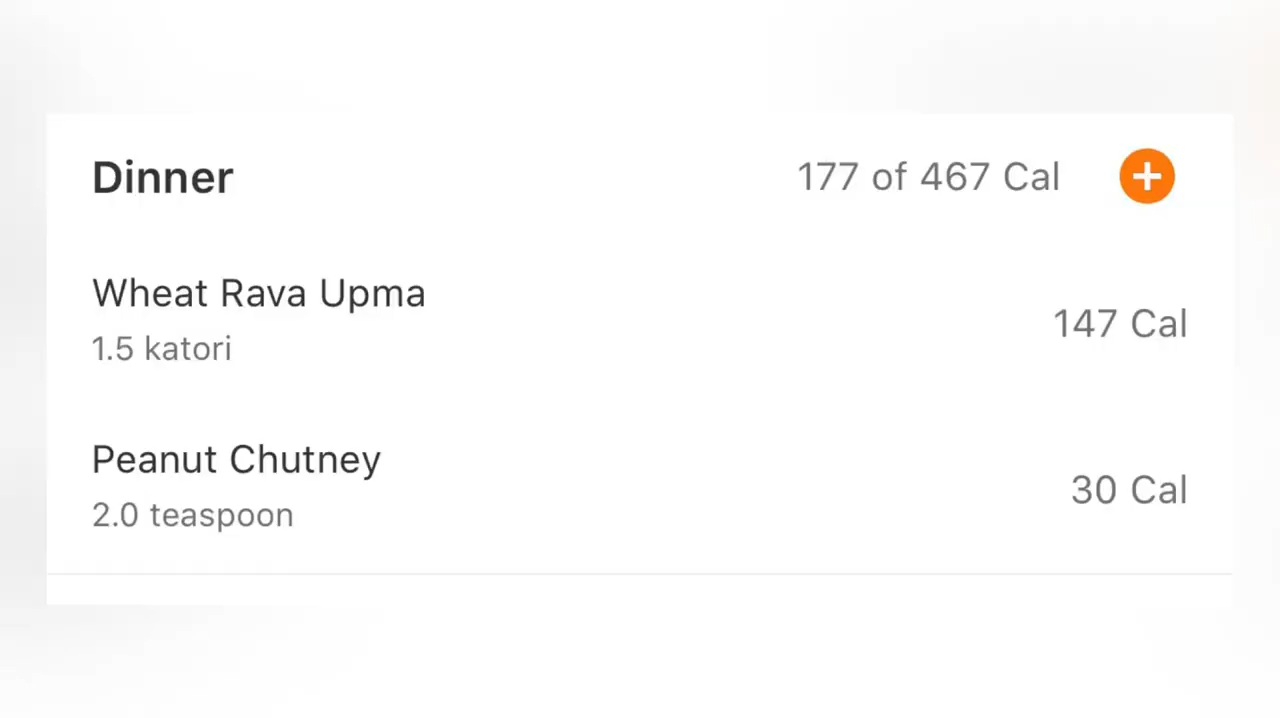 Dinner
177 of 467 Cal
Wheat Rava Upma
1.5 katori
147 Cal
Peanut Chutney
2.0 teaspoon
30 Cal